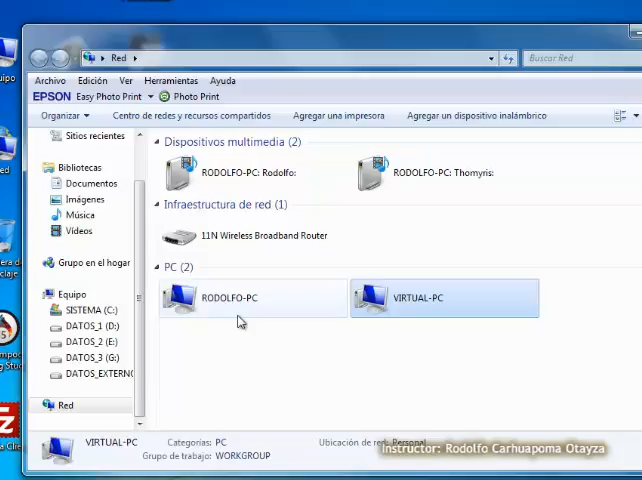 Red
Buscar Red
Archivo Edición Ver Herramientas Ayuda
EPSON Easy Photo Print Photo Print
Organizar Centro de redes y recursos compartidos Agregar una impresora Agregar un dispositivo inalámbrico
Sitios recientes
Bibliotecas
Documentos
Imágenes
Música
Vídeos
Grupo en el hogar
Equipo
SISTEMA (C:)
DATOS_1 (D:)
DATOS_2 (E:)
DATOS_3 (G:)
DATOS_EXTERNO
Red
Dispositivos multimedia (2)
RODOLFO-PC: Rodolfo:
RODOLFO-PC: Thomyris:
Infraestructura de red (1)
11N Wireless Broadband Router
PC (2)
RODOLFO-PC
VIRTUAL-PC
VIRTUAL-PC Categorías: PC Ubicación de red: Personal
Grupo de trabajo: WORKGROUP
Instructor: Rodolfo Carhuapoma Otayza